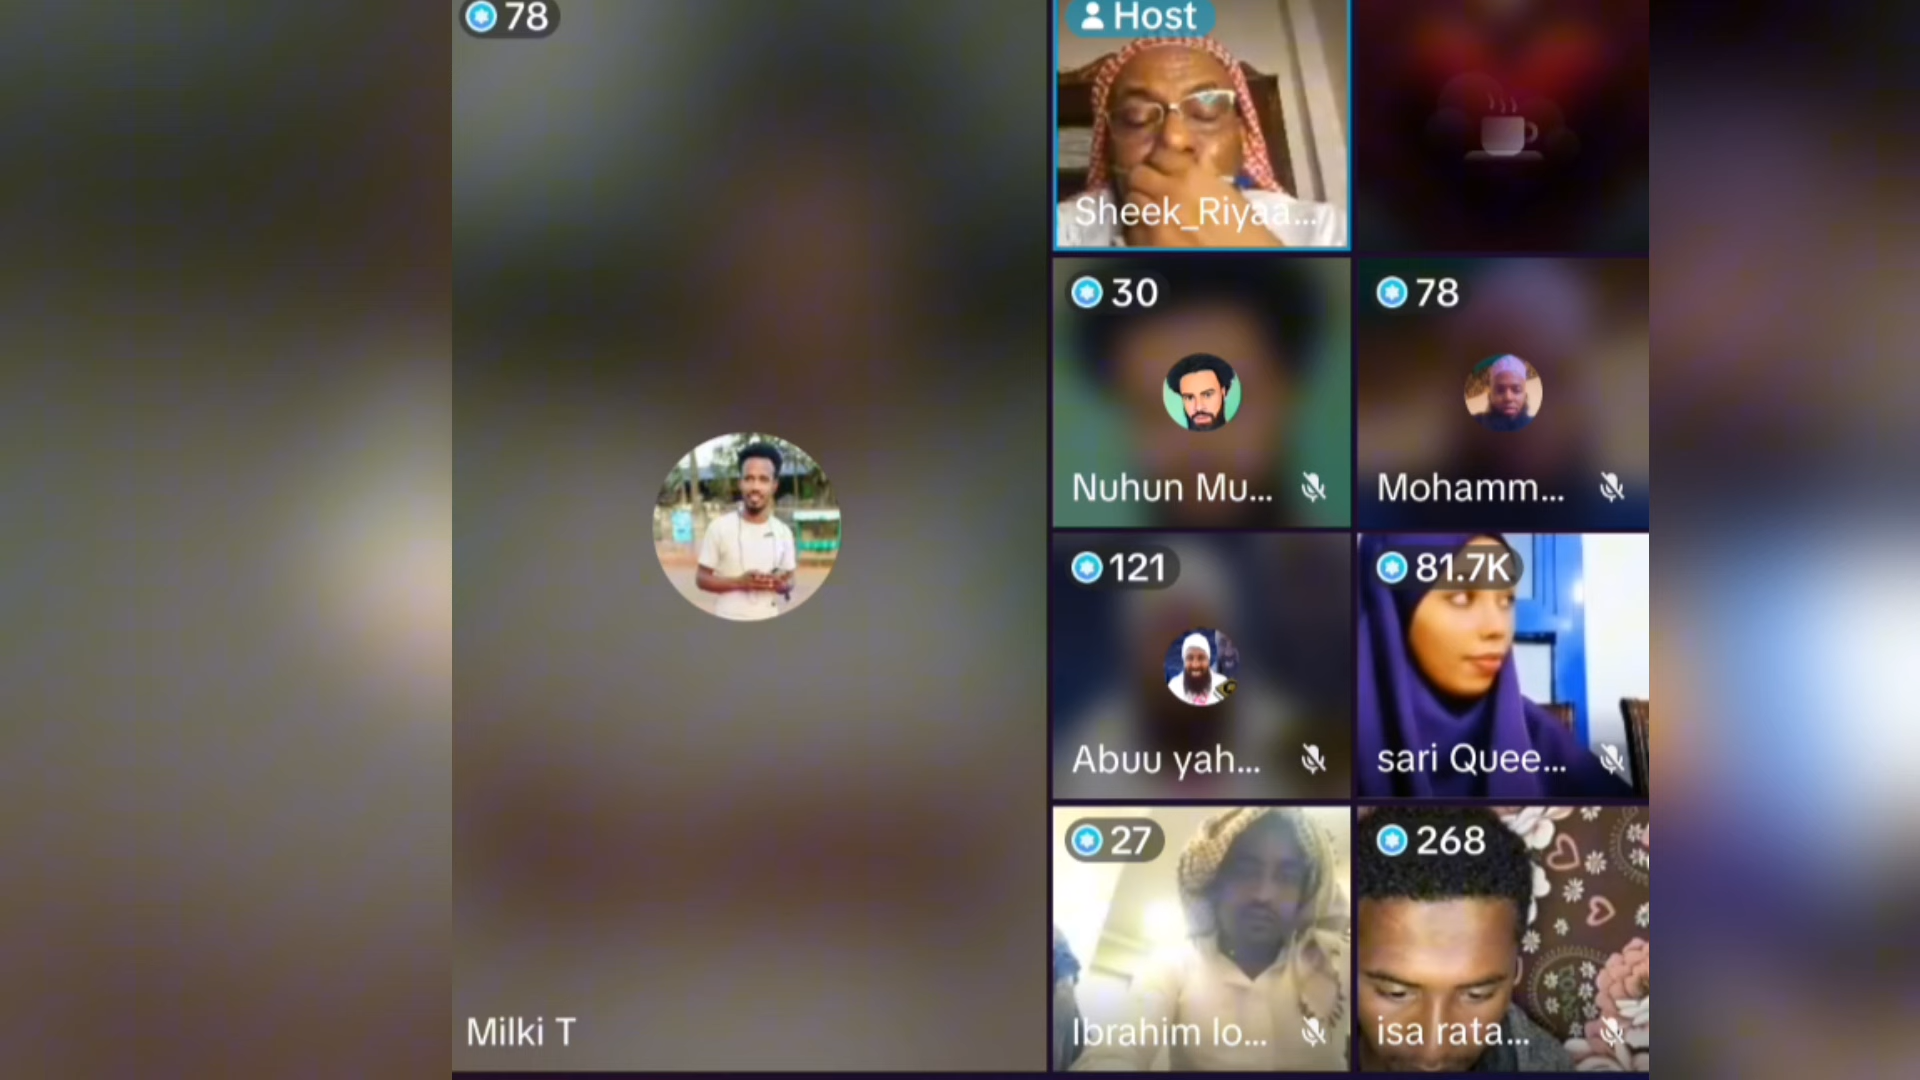 78
Host
Sheek_Riyaa...
30
Nuhun Mu...
78
Mohamm...
121
Abuu yah...
81.7K
sari Quee...
27
Ibrahim lo...
268
isa rata...
Milki T